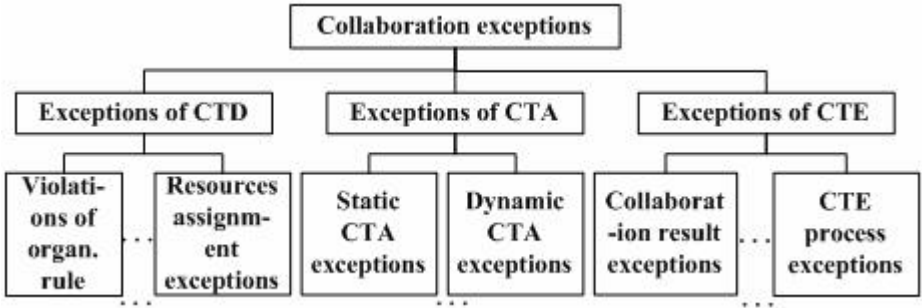 Collaboration exceptions
Exceptions of CTD
Exceptions of CTA
Exceptions of CTE
Violati-
ons of
organ.
rule
. . .
Resources
assignm-
ent
exceptions
Static
CTA
exceptions
Dynamic
CTA
exceptions
Collaborat
-ion result
exceptions
. . .
CTE
process
exceptions
. . .
. . .
. . .